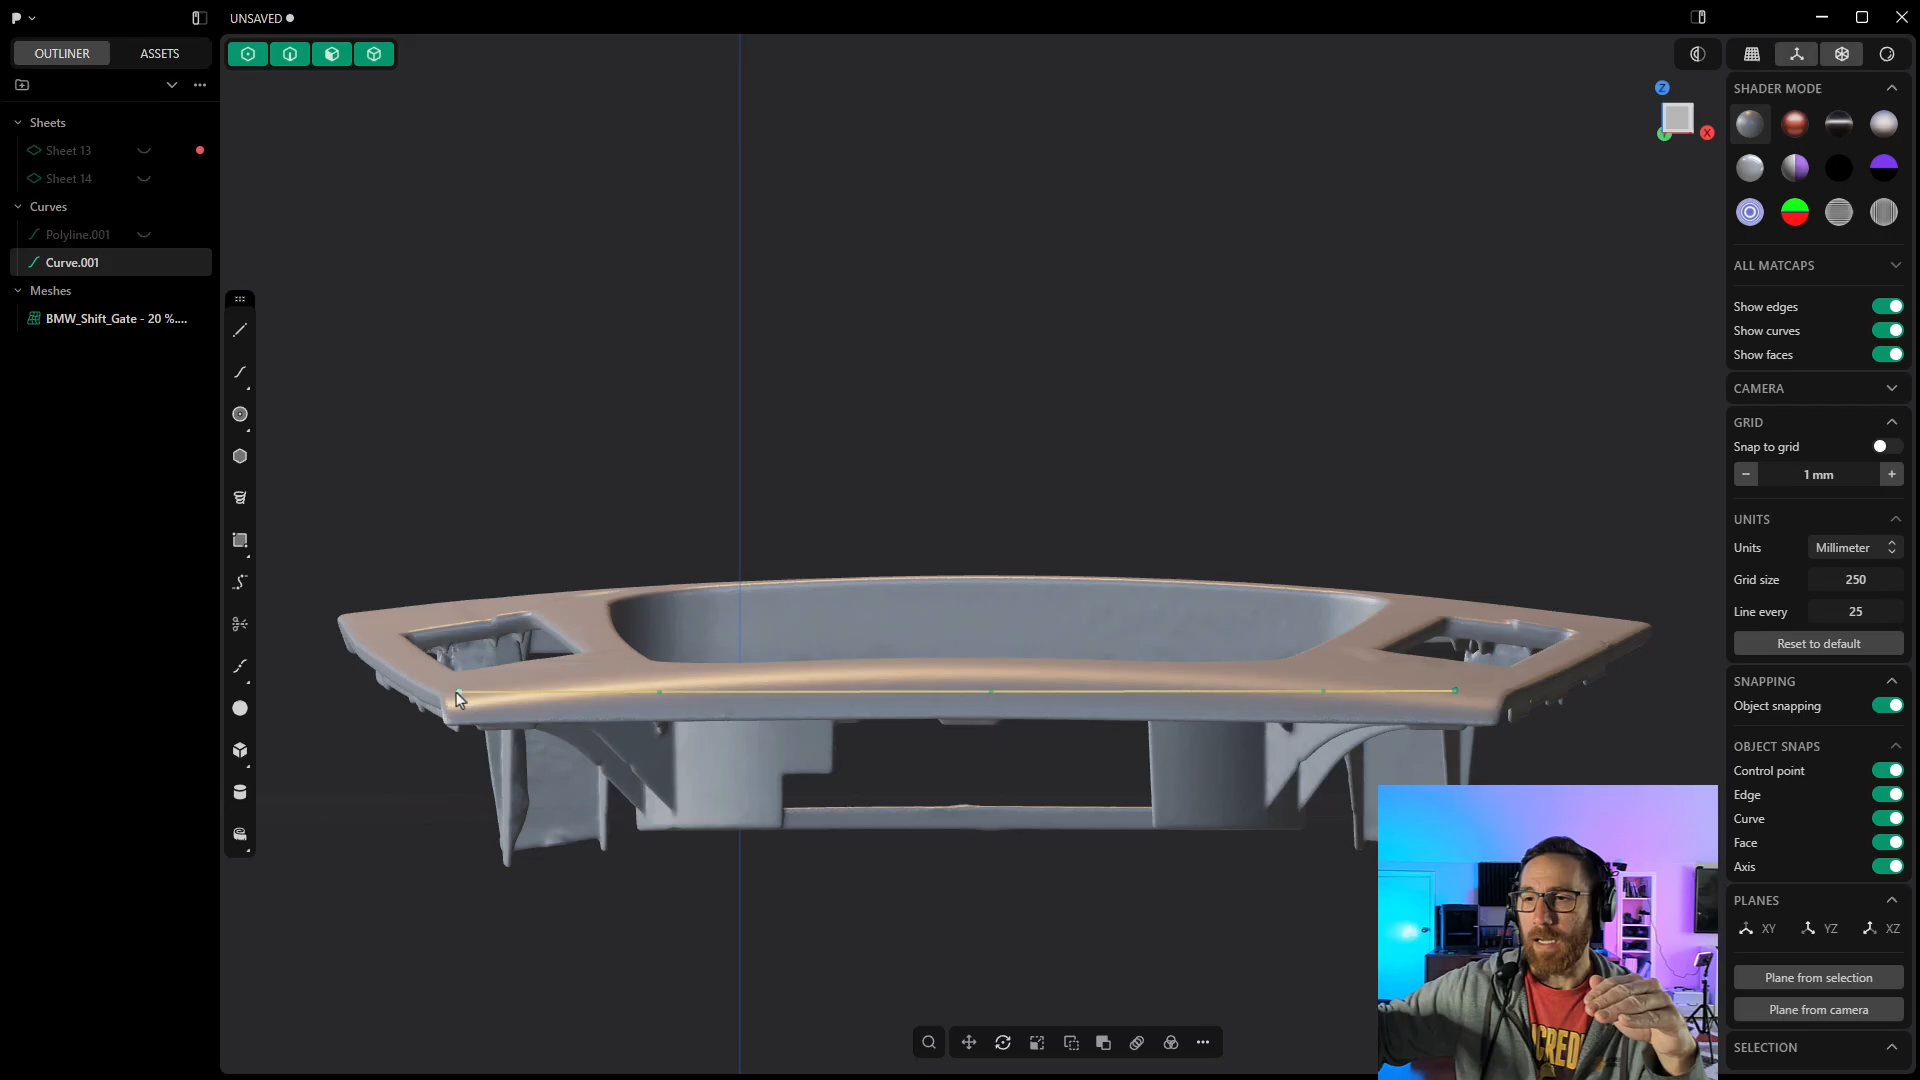 UNSAVED
OUTLINER
ASSETS
Sheets
Sheet 13
Sheet 14
Curves
Polyline.001
Curve.001
Meshes
BMW_Shift_Gate - 20 %....
Z
Y
X
SHADER MODE
ALL MATCAPS
Show edges
Show curves
Show faces
CAMERA
GRID
Snap to grid
1 mm
UNITS
Units
Millimeter
Grid size
250
Line every
25
Reset to default
SNAPPING
Object snapping
OBJECT SNAPS
Control point
Edge
Curve
Face
Axis
PLANES
XY
YZ
XZ
Plane from selection
Plane from camera
SELECTION